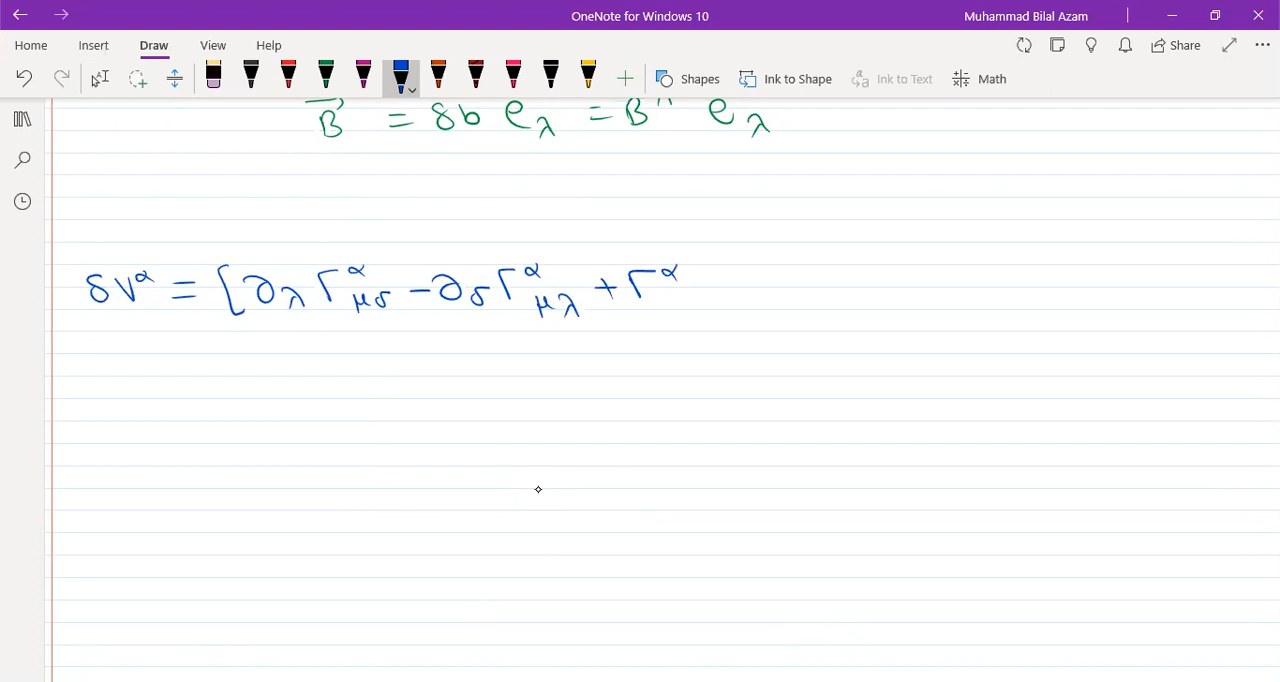 OneNote for Windows 10
Muhammad Bilal Azam
Home Insert Draw View Help
Share
Shapes Ink to Shape Ink to Text Math
B⃗ = δb e_λ = B^λ e_λ
δV^α = [∂_λ Γ^α_μσ − ∂_σ Γ^α_μλ + Γ^α